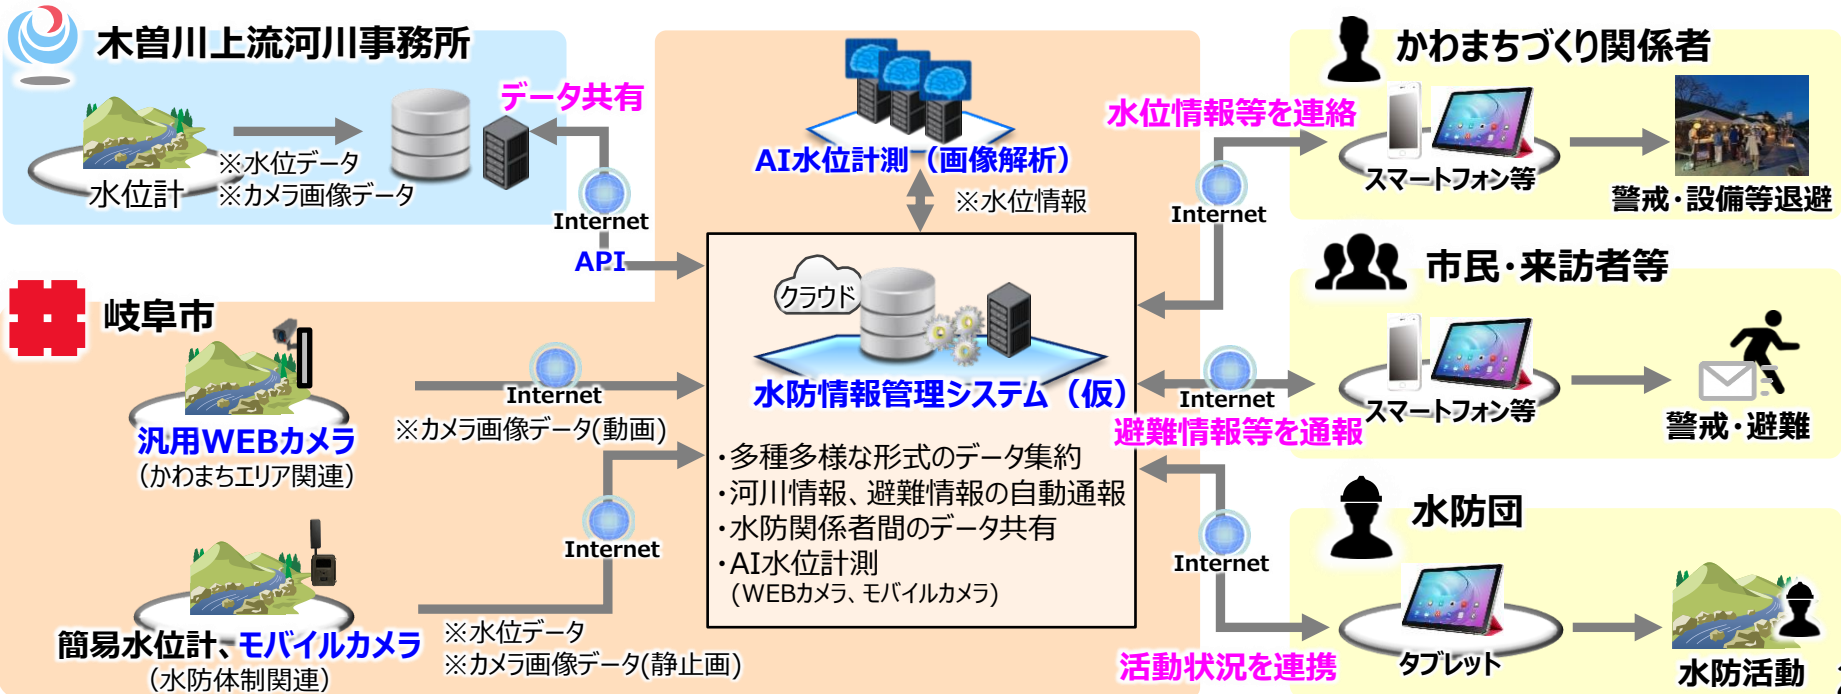 木曽川上流河川事務所
データ共有
水位計
※水位データ
※カメラ画像データ
Internet
API
AI水位計測（画像解析）
※水位情報
岐阜市
汎用WEBカメラ
（かわまちエリア関連）
Internet
※カメラ画像データ(動画)
簡易水位計、モバイルカメラ
（水防体制関連）
Internet
※水位データ
※カメラ画像データ(静止画)
クラウド
水防情報管理システム（仮）
・多種多様な形式のデータ集約
・河川情報、避難情報の自動通報
・水防関係者間のデータ共有
・AI水位計測
(WEBカメラ、モバイルカメラ)
水位情報等を連絡
Internet
かわまちづくり関係者
スマートフォン等
警戒・設備等退避
Internet
避難情報等を通報
市民・来訪者等
スマートフォン等
警戒・避難
Internet
活動状況を連携
水防団
タブレット
水防活動